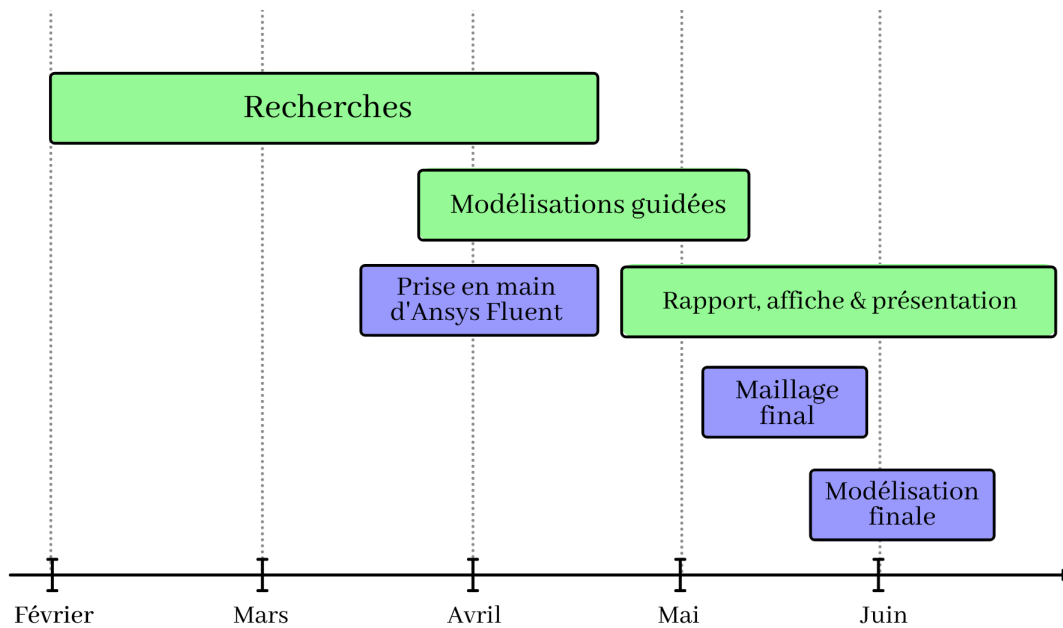 Recherches
Modélisations guidées
Prise en main
d'Ansys Fluent
Rapport, affiche & présentation
Maillage
final
Modélisation
finale
Février
Mars
Avril
Mai
Juin